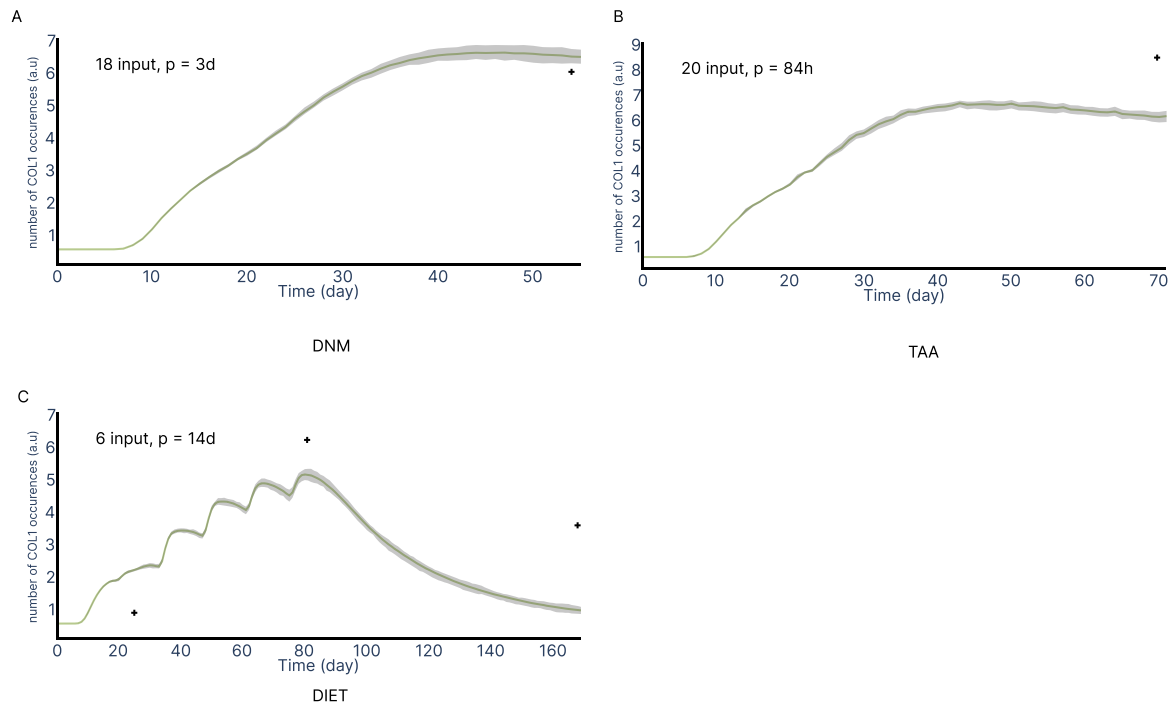 A
number of COL1 occurences (a.u)
7
6
5
4
3
2
1
18 input, p = 3d
0 10 20 30 40 50
Time (day)
DNM
B
number of COL1 occurences (a.u)
9
8
7
6
5
4
3
2
1
20 input, p = 84h
0 10 20 30 40 50 60 70
Time (day)
TAA
C
number of COL1 occurences (a.u)
7
6
5
4
3
2
1
6 input, p = 14d
0 20 40 60 80 100 120 140 160
Time (day)
DIET